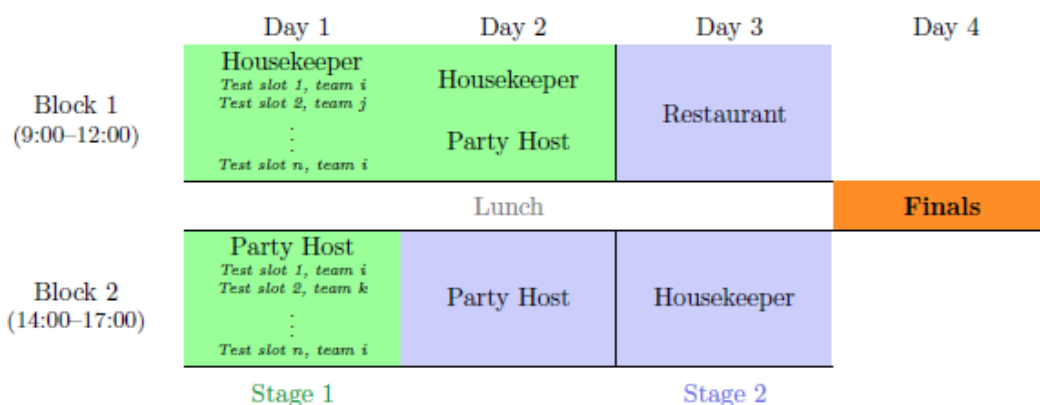 Day 1 Day 2 Day 3 Day 4
Block 1
(9:00–12:00)
Housekeeper
Test slot 1, team i
Test slot 2, team j
⋮
Test slot n, team i
Housekeeper
Party Host
Restaurant
Lunch
Finals
Block 2
(14:00–17:00)
Party Host
Test slot 1, team i
Test slot 2, team k
⋮
Test slot n, team i
Party Host
Housekeeper
Stage 1
Stage 2